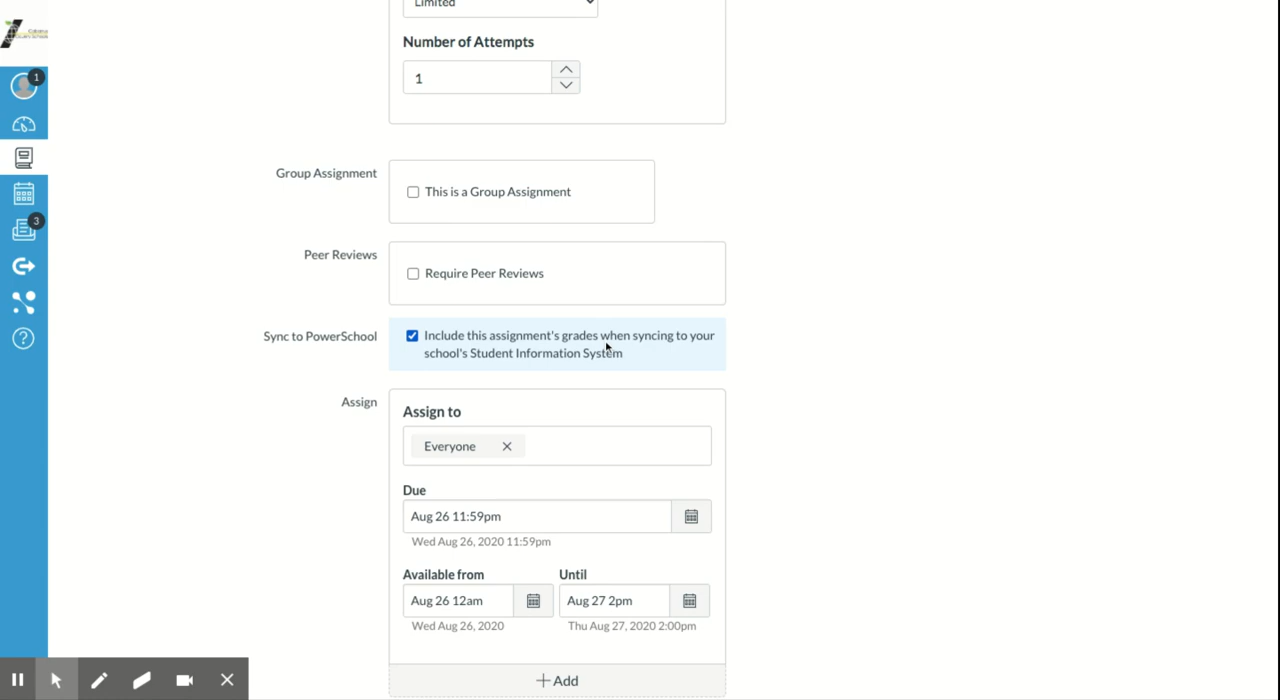 Limited
Number of Attempts
1
1
Group Assignment
This is a Group Assignment
3
Peer Reviews
Require Peer Reviews
Sync to PowerSchool
Include this assignment's grades when syncing to your
school's Student Information System
Assign
Assign to
Everyone
Due
Aug 26 11:59pm
Wed Aug 26, 2020 11:59pm
Available from
Until
Aug 26 12am
Aug 27 2pm
Wed Aug 26, 2020
Thu Aug 27, 2020 2:00pm
Add